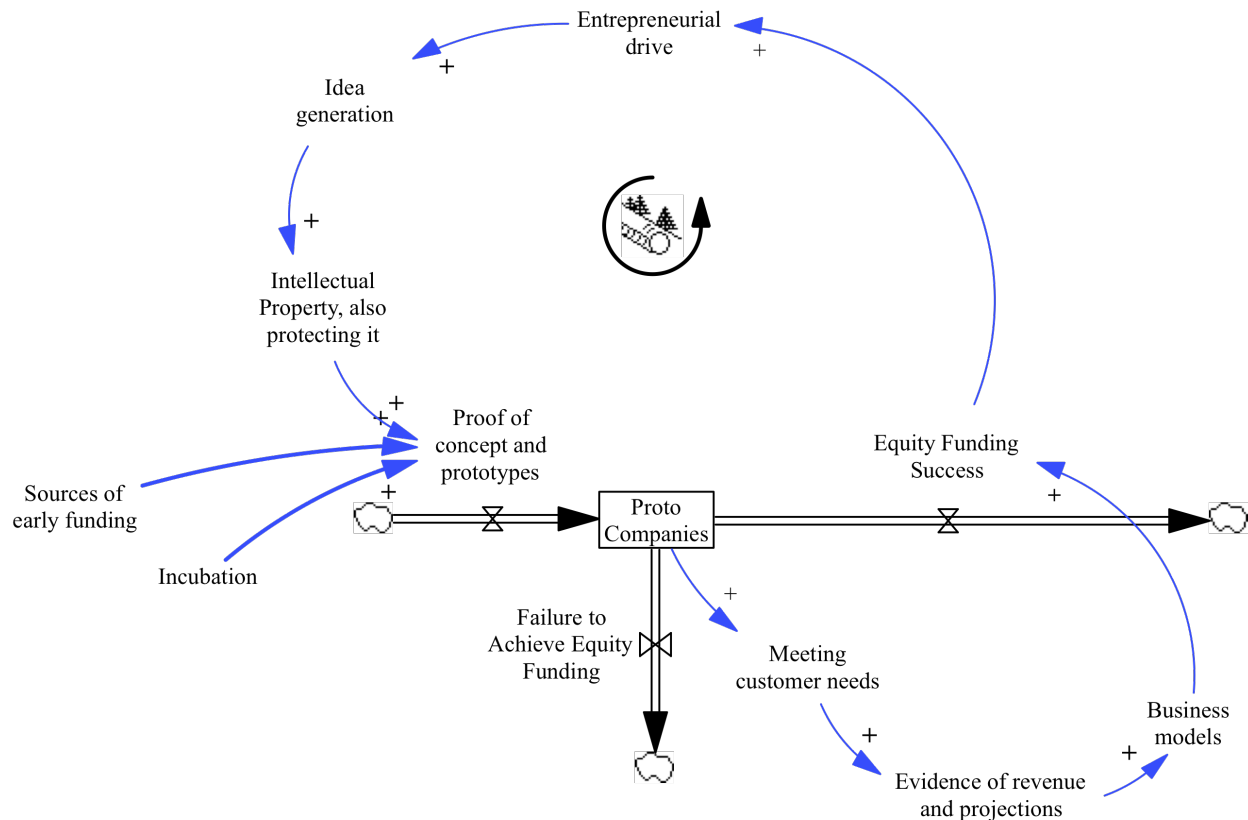 Entrepreneurial
drive
+
+
Idea
generation
+
Intellectual
Property, also
protecting it
+
+
Proof of
concept and
prototypes
Equity Funding
Success
Sources of
early funding
+
+
Proto
Companies
Incubation
+
Failure to
Achieve Equity
Funding
Meeting
customer needs
Business
models
+
+
Evidence of revenue
and projections